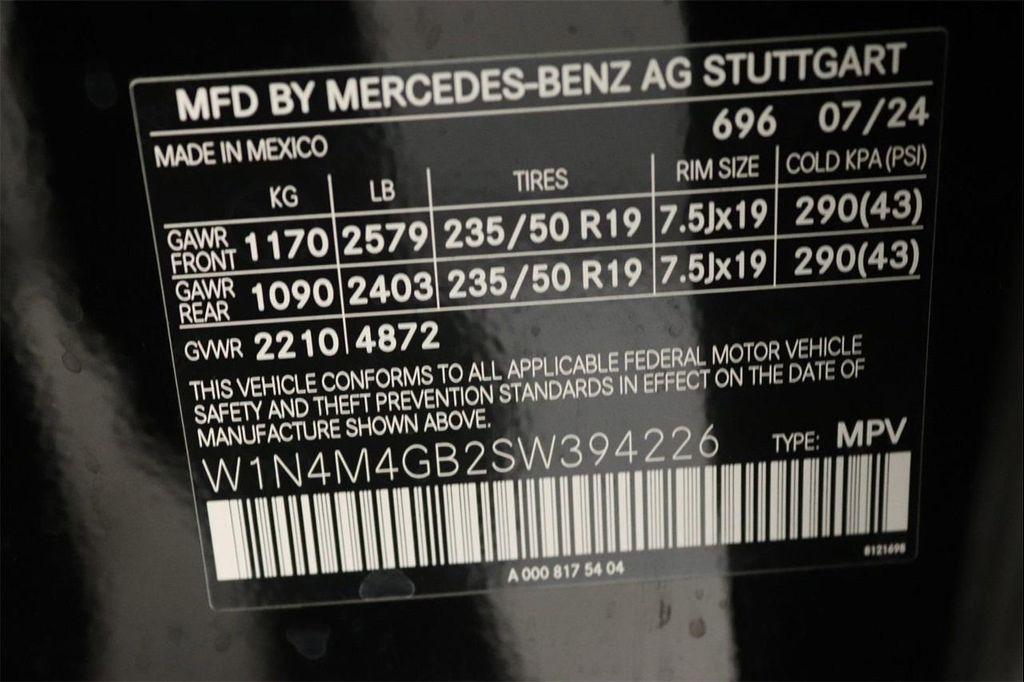 MFD BY MERCEDES-BENZ AG STUTTGART
696 07/24
MADE IN MEXICO
KG LB TIRES RIM SIZE COLD KPA (PSI)
GAWR FRONT 1170 2579 235/50 R19 7.5Jx19 290(43)
GAWR REAR 1090 2403 235/50 R19 7.5Jx19 290(43)
GVWR 2210 4872
THIS VEHICLE CONFORMS TO ALL APPLICABLE FEDERAL MOTOR VEHICLE
SAFETY AND THEFT PREVENTION STANDARDS IN EFFECT ON THE DATE OF
MANUFACTURE SHOWN ABOVE.
W1N4M4GB2SW394226 TYPE: MPV
A 000 817 54 04